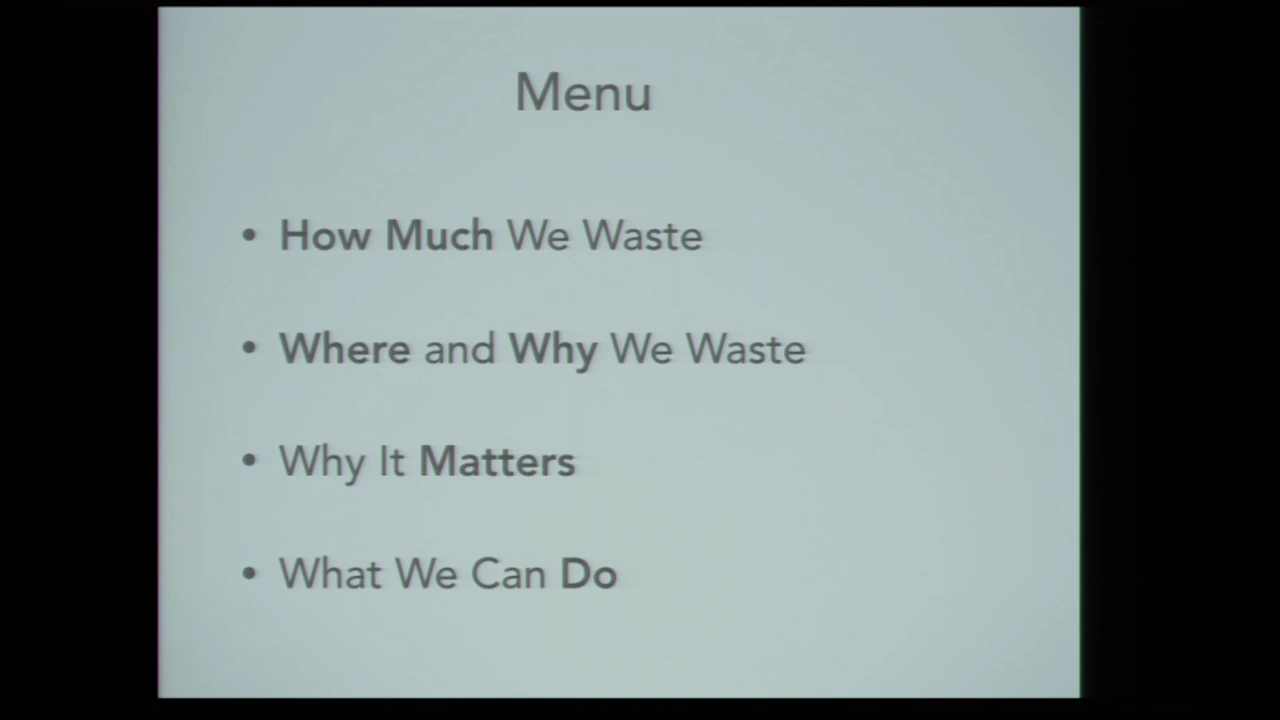 Menu
• How Much We Waste
• Where and Why We Waste
• Why It Matters
• What We Can Do